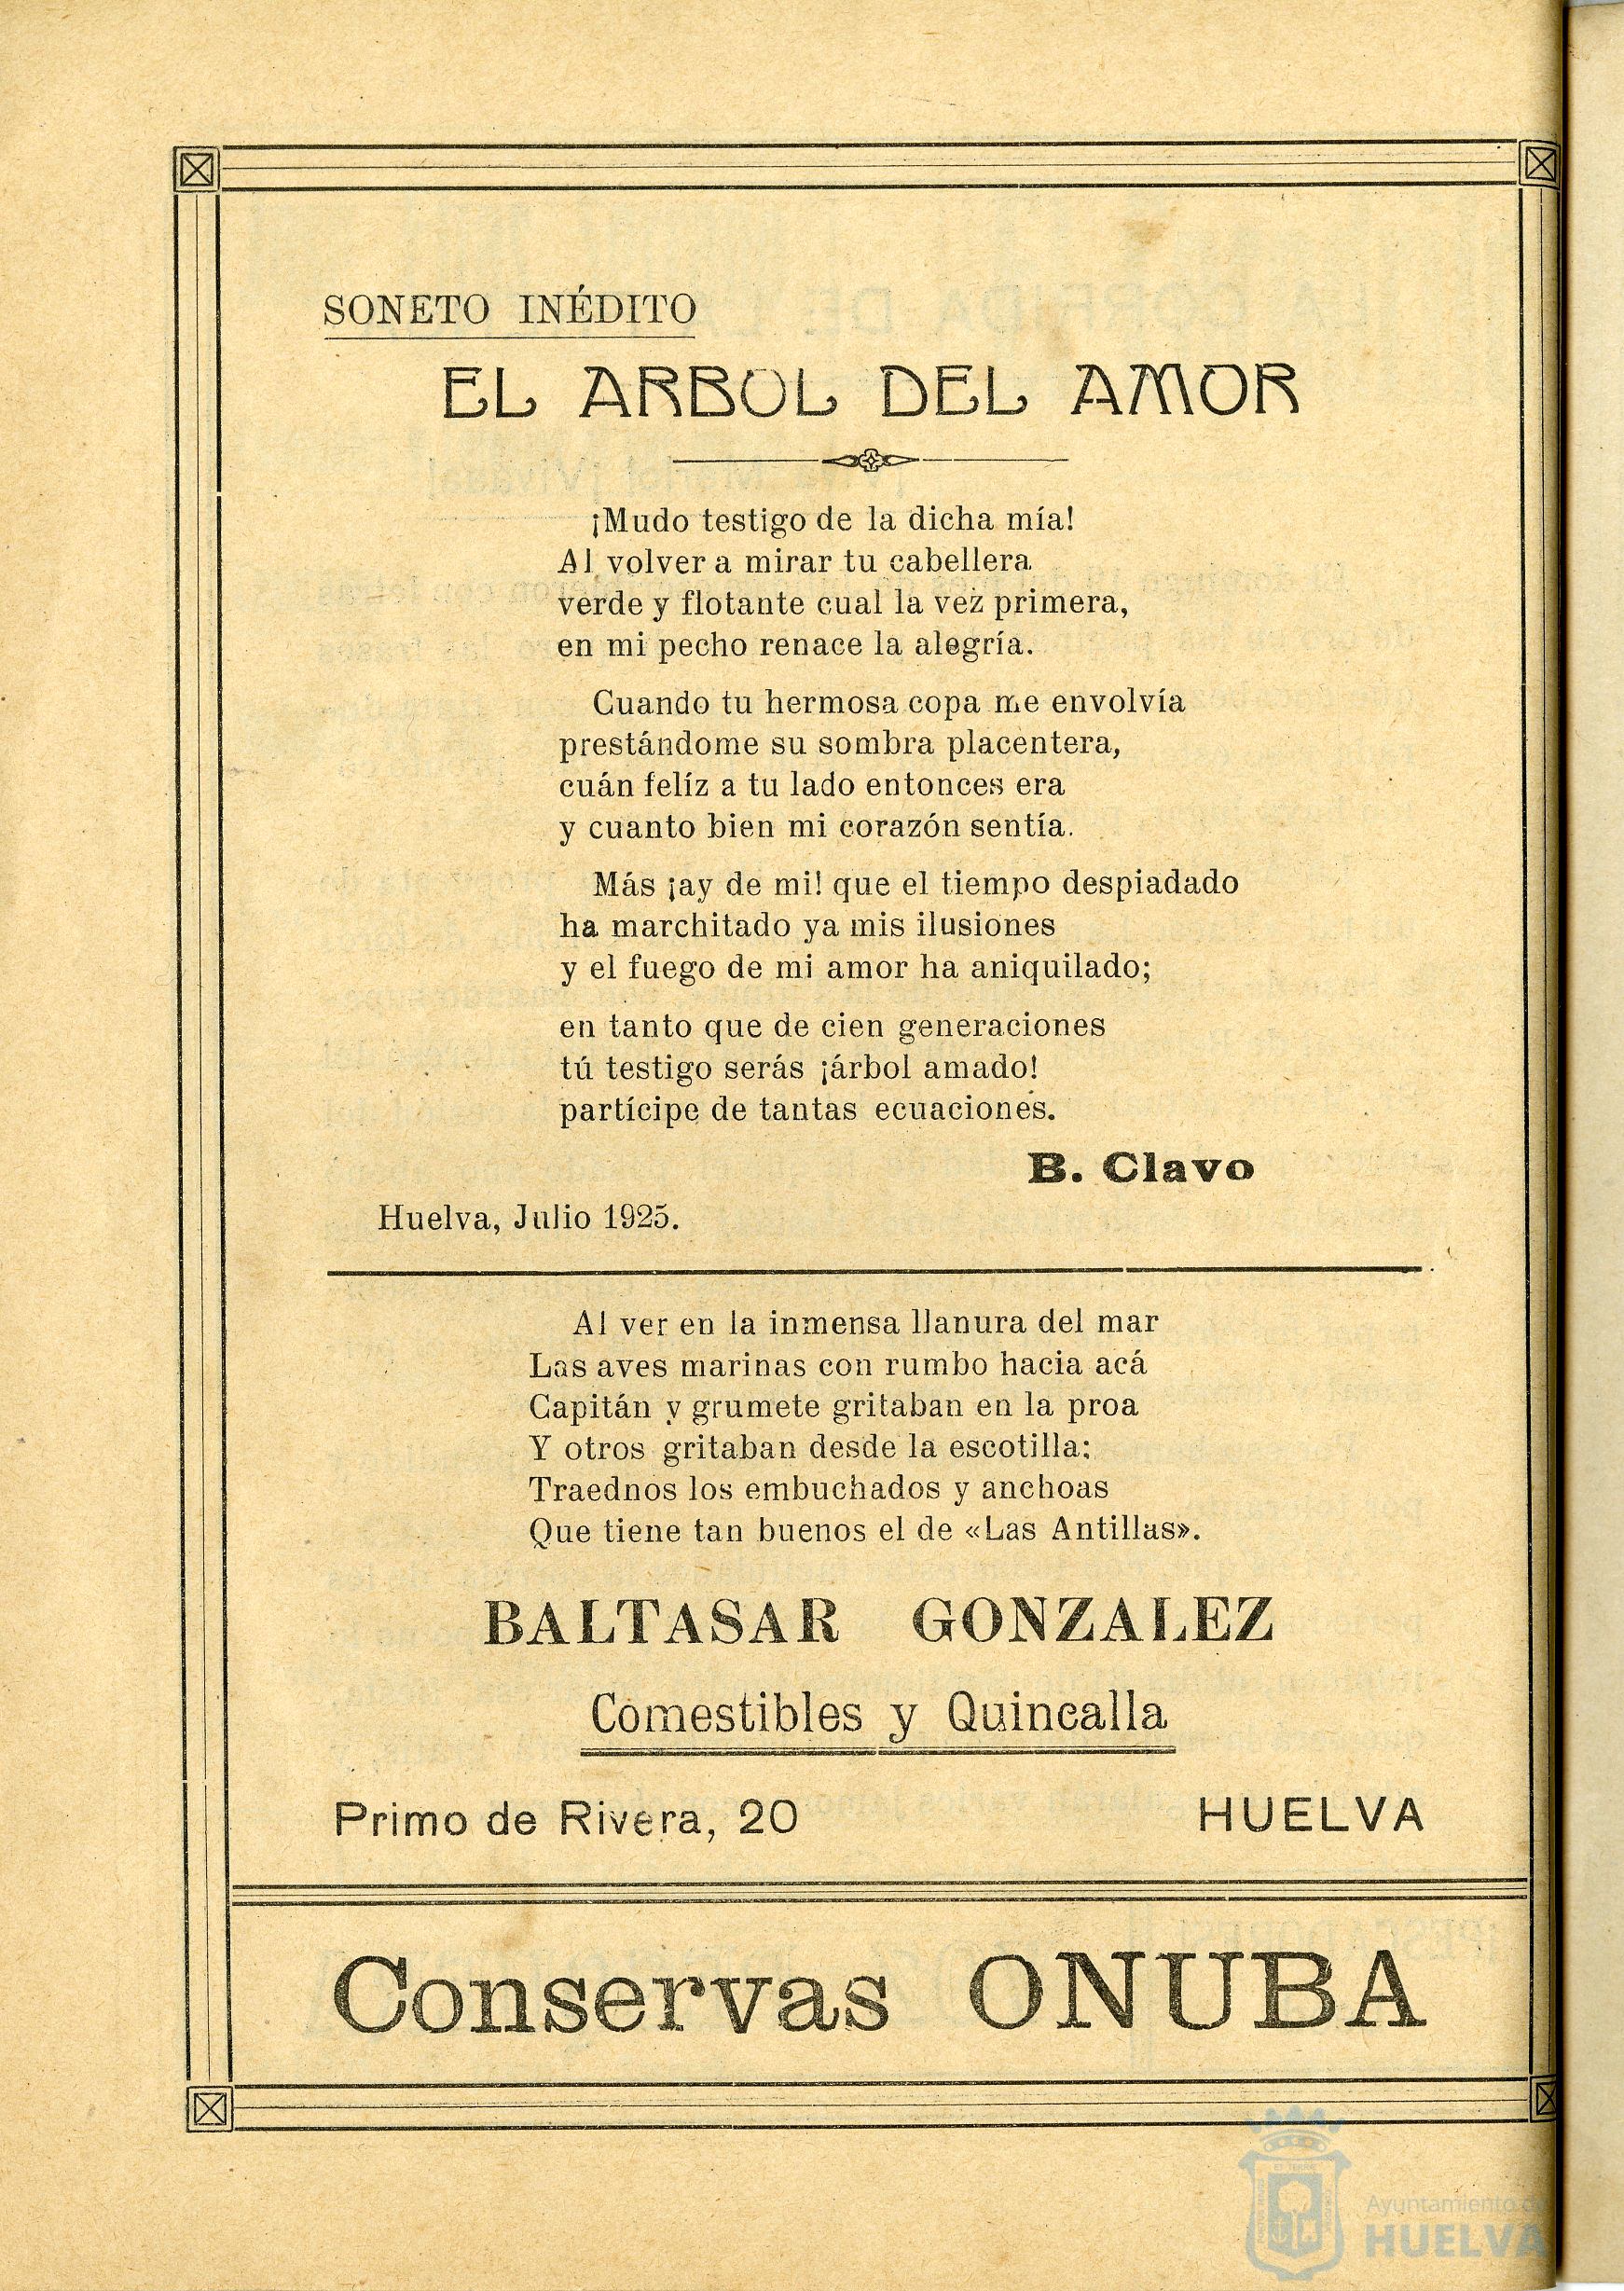 SONETO INÉDITO
EL ARBOL DEL AMOR
¡Mudo testigo de la dicha mía!
Al volver a mirar tu cabellera
verde y flotante cual la vez primera,
en mi pecho renace la alegría.
Cuando tu hermosa copa me envolvía
prestándome su sombra placentera,
cuán felíz a tu lado entonces era
y cuanto bien mi corazón sentía.
Más ¡ay de mi! que el tiempo despiadado
ha marchitado ya mis ilusiones
y el fuego de mi amor ha aniquilado;
en tanto que de cien generaciones
tú testigo serás ¡árbol amado!
partícipe de tantas ecuaciones.
B. Clavo
Huelva, Julio 1925.
Al ver en la inmensa llanura del mar
Las aves marinas con rumbo hacia acá
Capitán y grumete gritaban en la proa
Y otros gritaban desde la escotilla:
Traednos los embuchados y anchoas
Que tiene tan buenos el de «Las Antillas».
BALTASAR GONZALEZ
Comestibles y Quincalla
Primo de Rivera, 20 HUELVA
Conservas ONUBA
Ayuntamiento de
HUELVA